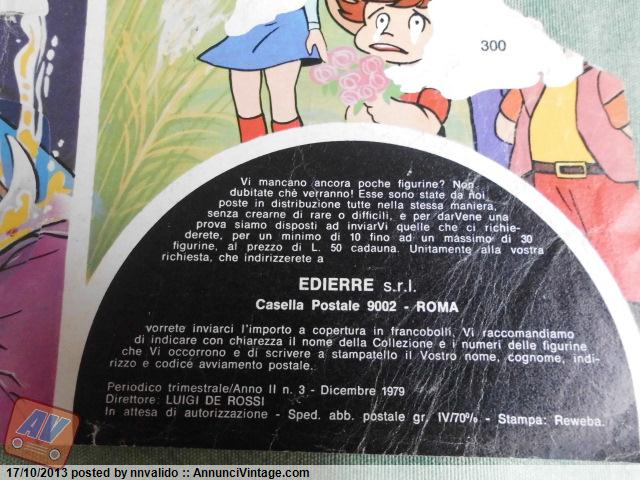 300
Vi mancano ancora poche figurine? Non
dubitate chè verranno! Esse sono state da noi
poste in distribuzione tutte nella stessa maniera,
senza crearne di rare o difficili, e per darVene una
prova siamo disposti ad inviarVi quelle che ci richie-
derete, per un minimo di 10 fino ad un massimo di 30
figurine, al prezzo di L. 50 cadauna. Unitamente alla vostra
richiesta, che indirizzerete a
EDIERRE s.r.l.
Casella Postale 9002 - ROMA
vorrete inviarci l'importo a copertura in francobolli. Vi raccomandiamo
di indicare con chiarezza il nome della Collezione e i numeri delle figurine
che Vi occorrono e di scrivere a stampatello il Vostro nome, cognome, indi-
rizzo e codice avviamento postale.
Periodico trimestrale/Anno II n. 3 - Dicembre 1979
Direttore: LUIGI DE ROSSI
In attesa di autorizzazione - Sped. abb. postale gr. IV/70% - Stampa: Reweba.
AV
17/10/2013 posted by nnvalido :: AnnunciVintage.com